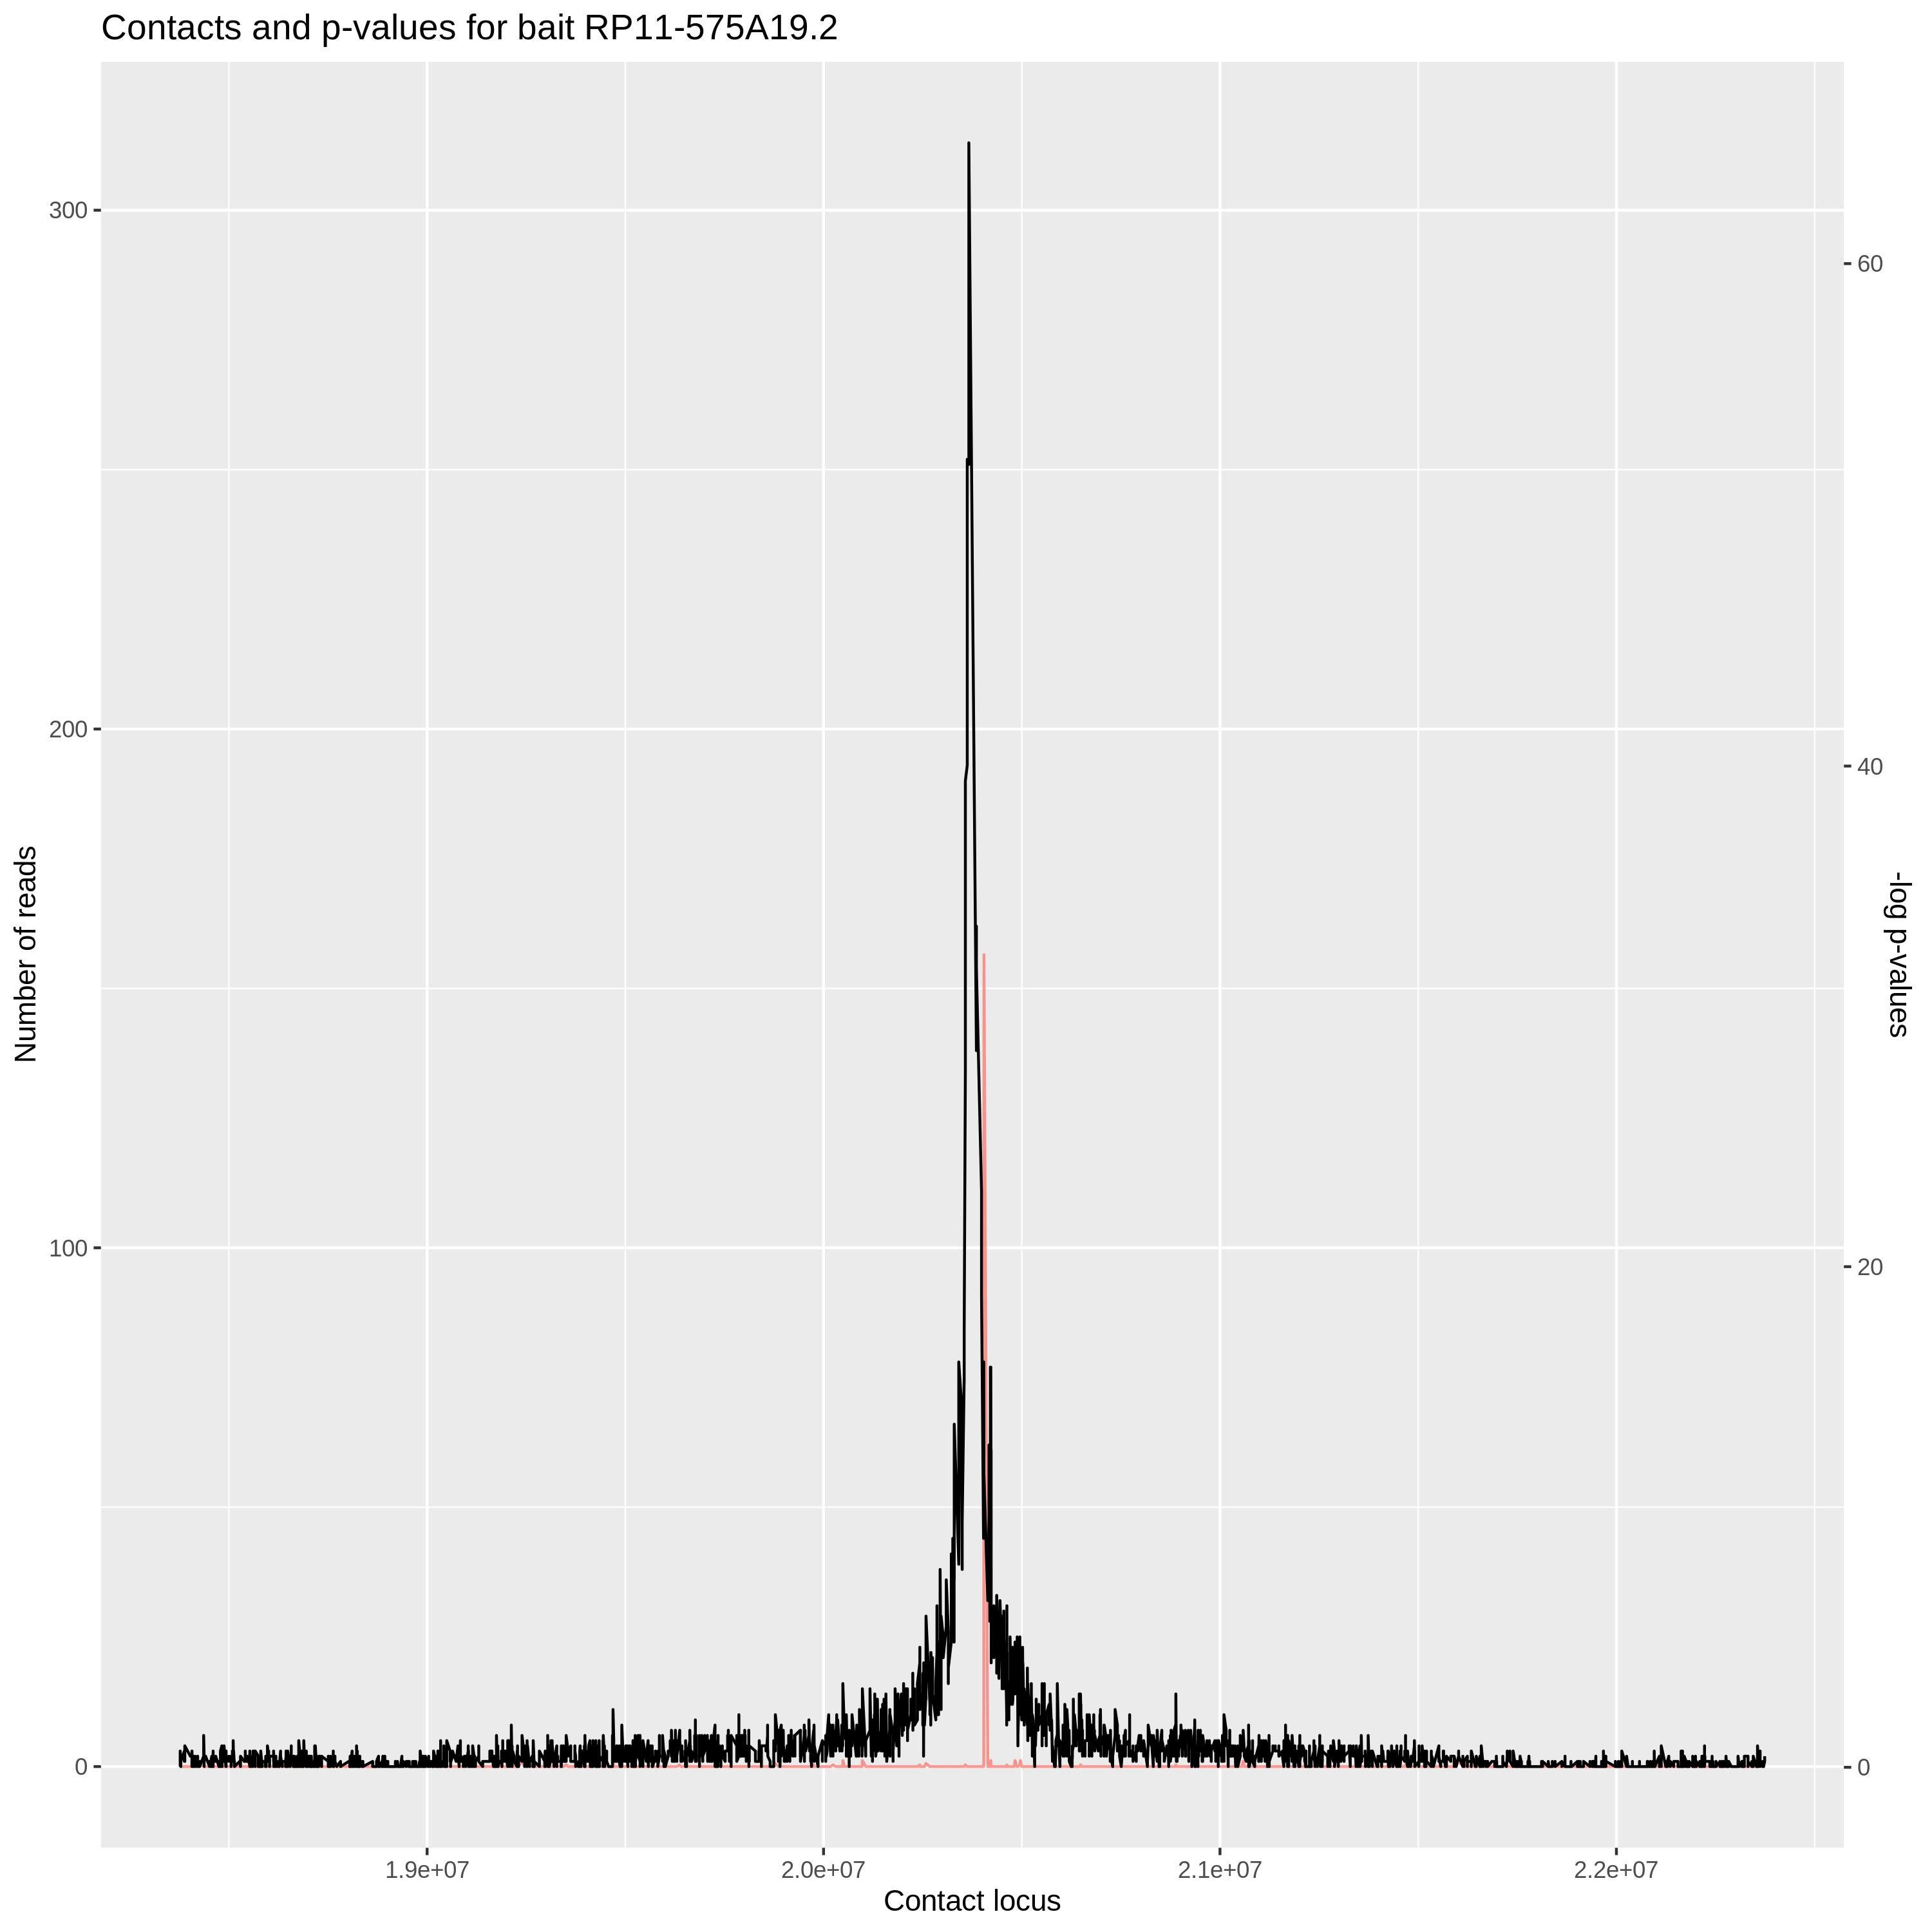 Contacts and p-values for bait RP11-575A19.2
300
200
100
0
Number of reads
60
40
20
0
-log p-values
1.9e+07
2.0e+07
2.1e+07
2.2e+07
Contact locus